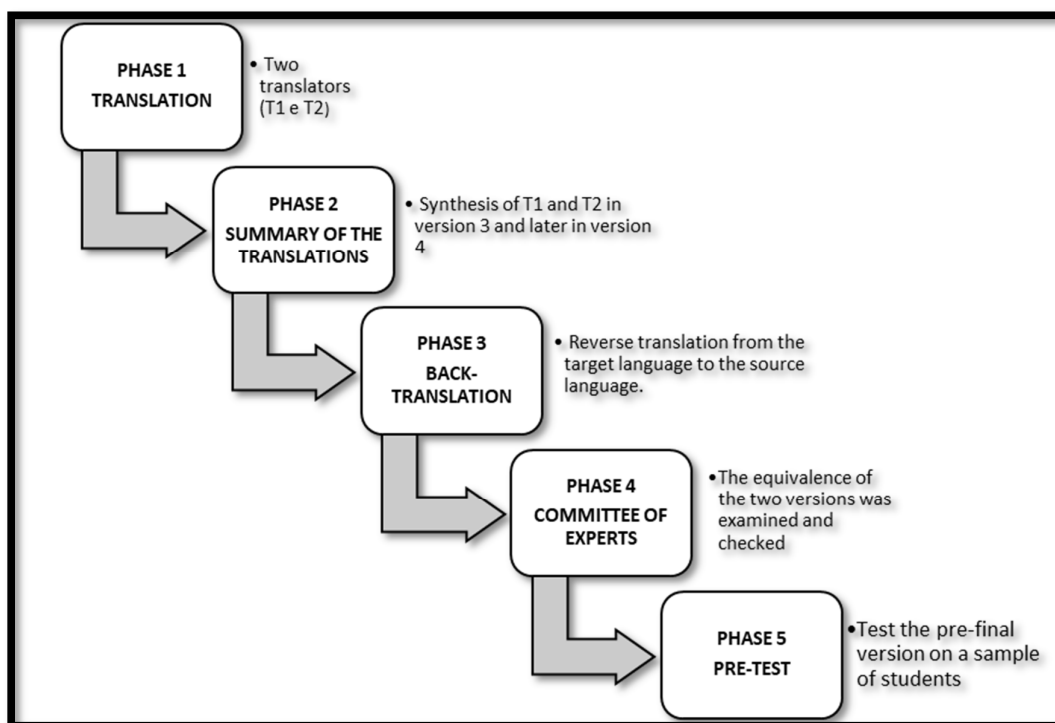 PHASE 1
TRANSLATION
• Two
translators
(T1 e T2)
PHASE 2
SUMMARY OF THE
TRANSLATIONS
• Synthesis of T1 and T2 in
version 3 and later in version
4
PHASE 3
BACK-
TRANSLATION
• Reverse translation from the
target language to the source
language.
PHASE 4
COMMITTEE OF
EXPERTS
•The equivalence of
the two versions was
examined and
checked
PHASE 5
PRE-TEST
•Test the pre-final
version on a sample
of students